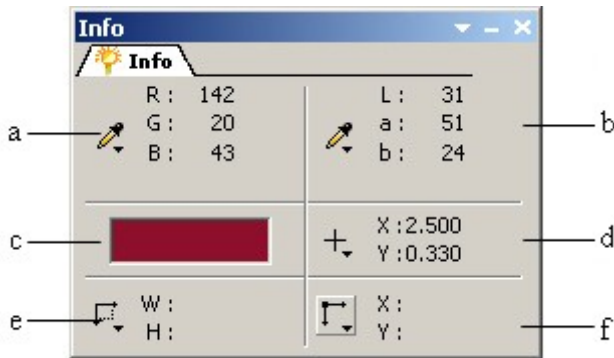 Info
Info
R: 142
G: 20
B: 43
L: 31
a: 51
b: 24
a
b
c
X:2.500
Y:0.330
d
e
W:
H:
X:
Y:
f